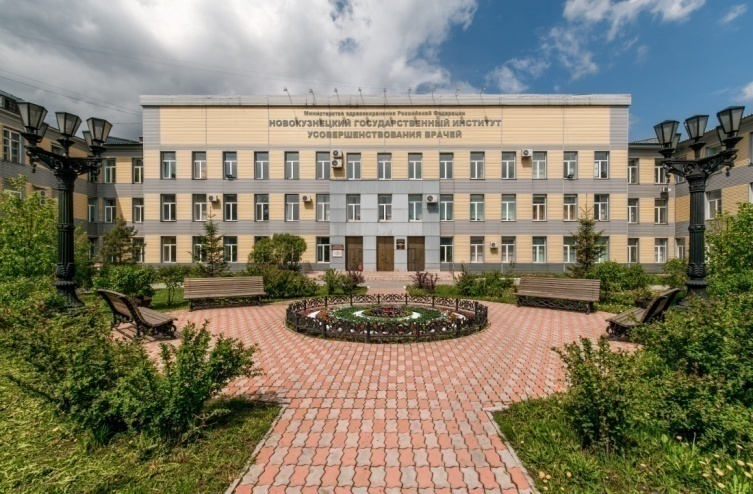 Министерство здравоохранения Российской Федерации
НОВОКУЗНЕЦКИЙ ГОСУДАРСТВЕННЫЙ ИНСТИТУТ
УСОВЕРШЕНСТВОВАНИЯ ВРАЧЕЙ